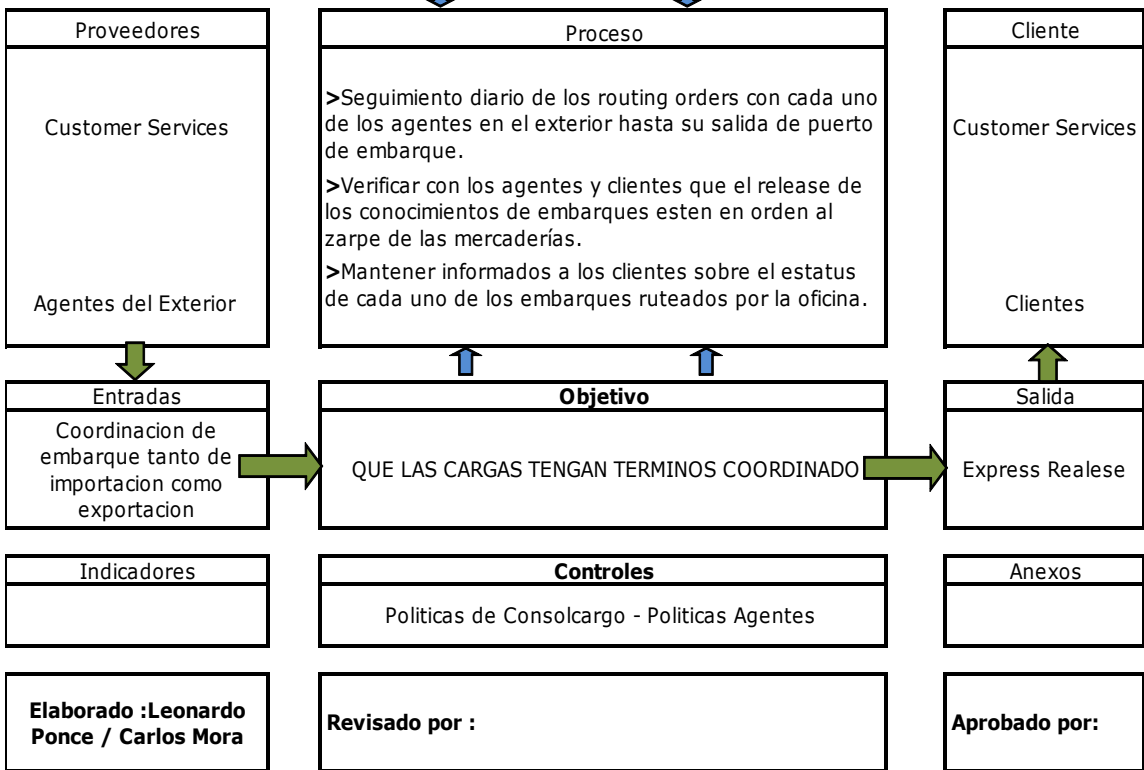 Proveedores
Customer Services
Agentes del Exterior
Proceso
>Seguimiento diario de los routing orders con cada uno
de los agentes en el exterior hasta su salida de puerto
de embarque.
>Verificar con los agentes y clientes que el release de
los conocimientos de embarques esten en orden al
zarpe de las mercaderías.
>Mantener informados a los clientes sobre el estatus
de cada uno de los embarques ruteados por la oficina.
Cliente
Customer Services
Clientes
Entradas
Coordinacion de
embarque tanto de
importacion como
exportacion
Objetivo
QUE LAS CARGAS TENGAN TERMINOS COORDINADO
Salida
Express Realese
Indicadores
Controles
Politicas de Consolcargo - Politicas Agentes
Anexos
Elaborado :Leonardo
Ponce / Carlos Mora
Revisado por :
Aprobado por: